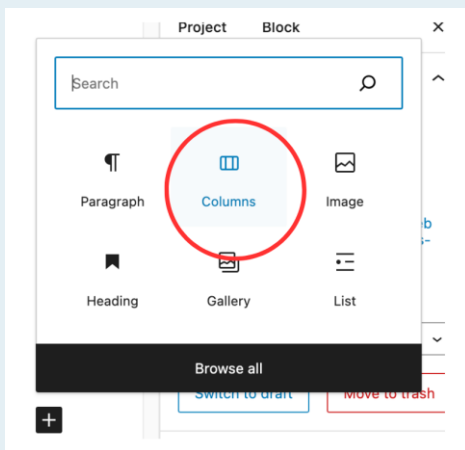 Project Block
Search
Paragraph Columns Image
Heading Gallery List
Browse all
Switch to draft Move to trash